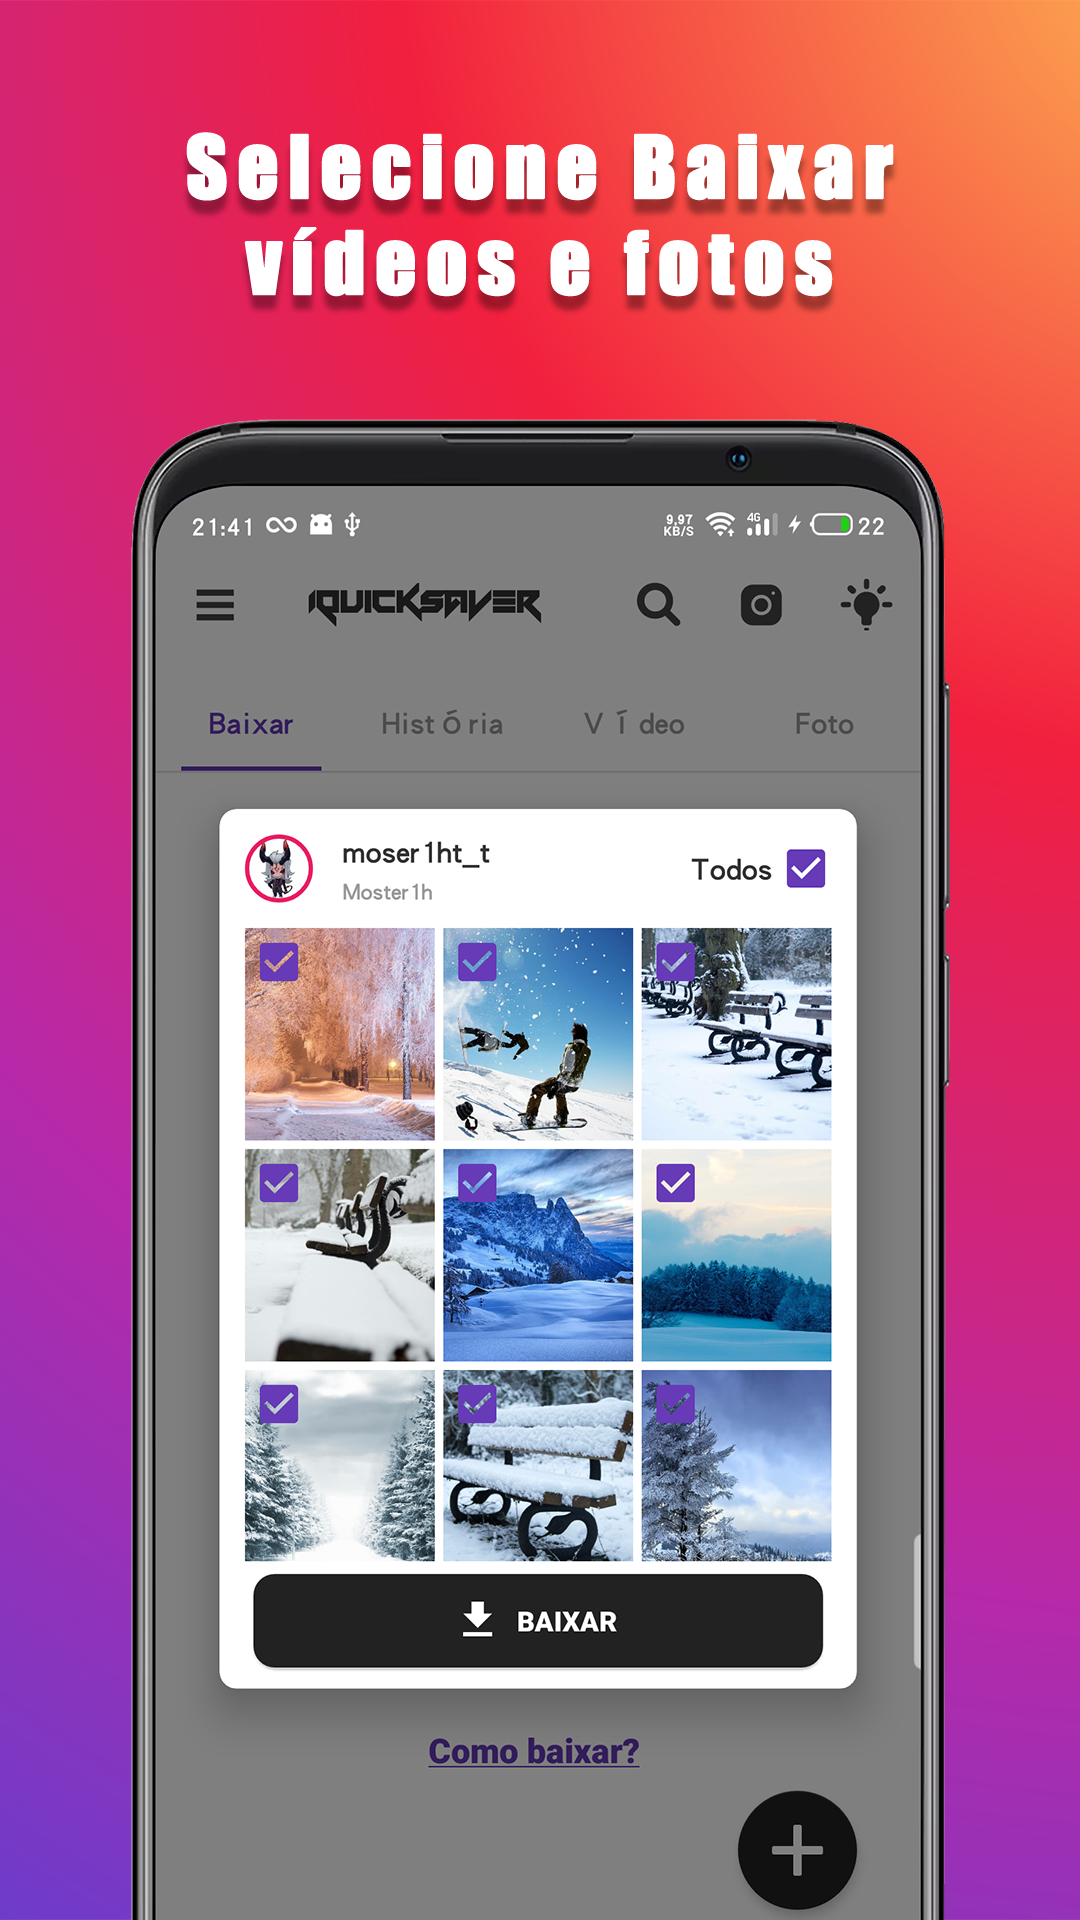 Selecione Baixar
vídeos e fotos
21:41 9.97 KB/S 4G 22
IQUICKSAVER
Baixar Hist Ó ria V Í deo Foto
moser1ht_t
Moster1h
Todos
BAIXAR
Como baixar?